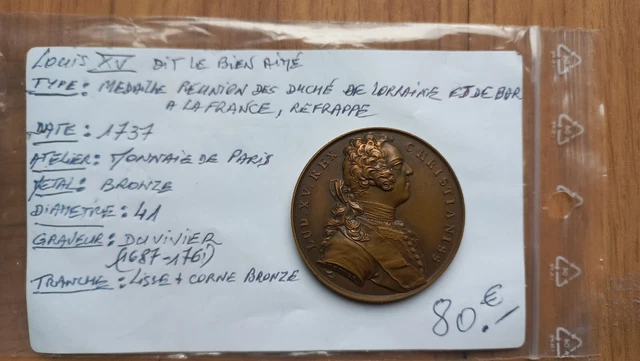 LOUIS XV DIT LE BIEN AIMÉ
TYPE: MEDAILLE REUNION DES DUCHÉ DE LORRAINE ET DE BAR
A LA FRANCE, REFRAPPE
DATE: 1737
ATELIER: MONNAIE DE PARIS
METAL: BRONZE
DIAMETRE: 41
GRAVEUR: DUVIVIER
(1687-1761)
TRANCHE: LISSE + CORNE BRONZE
80.-€
LUD. XV. REX CHRISTIANISS.